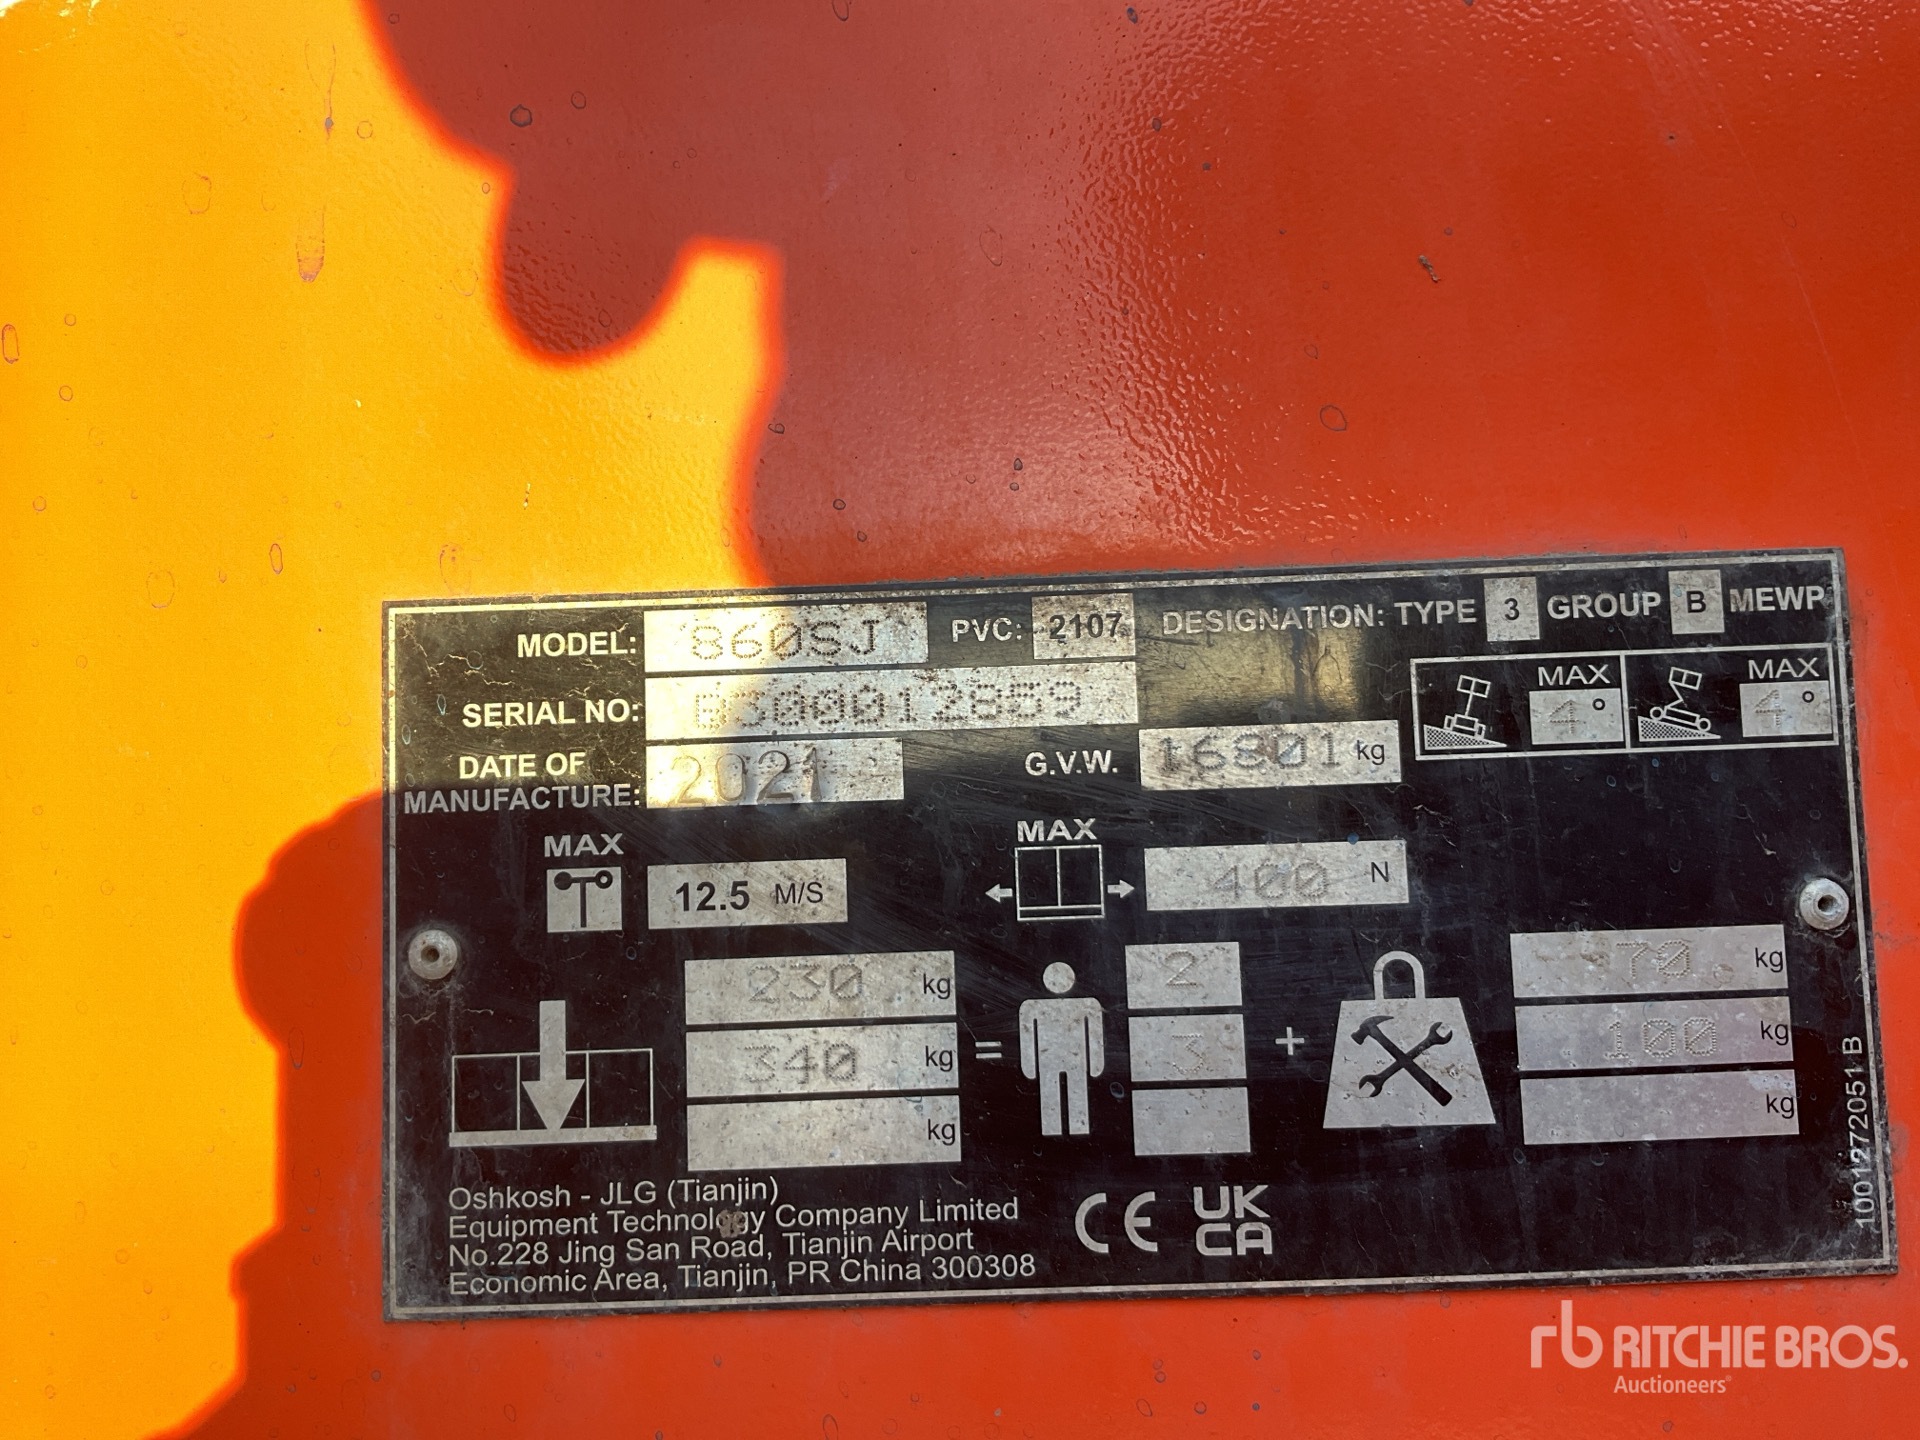 MODEL: 860SJ PVC: 2107 DESIGNATION: TYPE 3 GROUP B MEWP
SERIAL NO: B300012859
MAX 4° MAX 4°
DATE OF MANUFACTURE: 2021 G.V.W. 16801 kg
MAX 12.5 M/S MAX 400 N
230 kg = 2 + 70 kg
340 kg 3 100 kg
kg kg
Oshkosh - JLG (Tianjin)
Equipment Technology Company Limited
No.228 Jing San Road, Tianjin Airport
Economic Area, Tianjin, PR China 300308
CE UK CA
1001272051 B
rb RITCHIE BROS.
Auctioneers